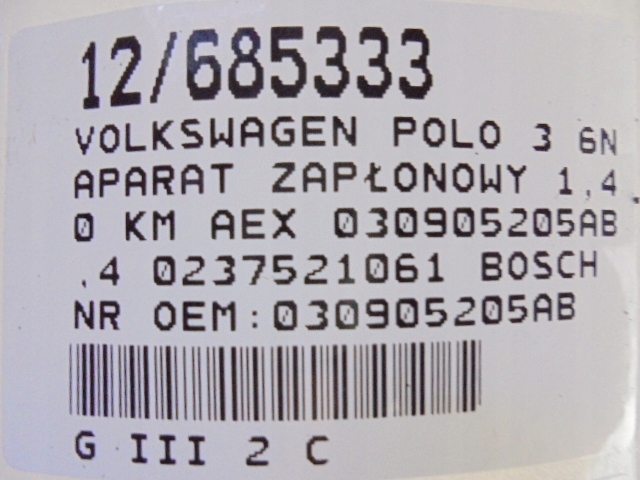 12/685333
VOLKSWAGEN POLO 3 6N
APARAT ZAPŁONOWY 1,4
0 KM AEX 030905205AB
.4 0237521061 BOSCH
NR OEM:030905205AB
G III 2 C